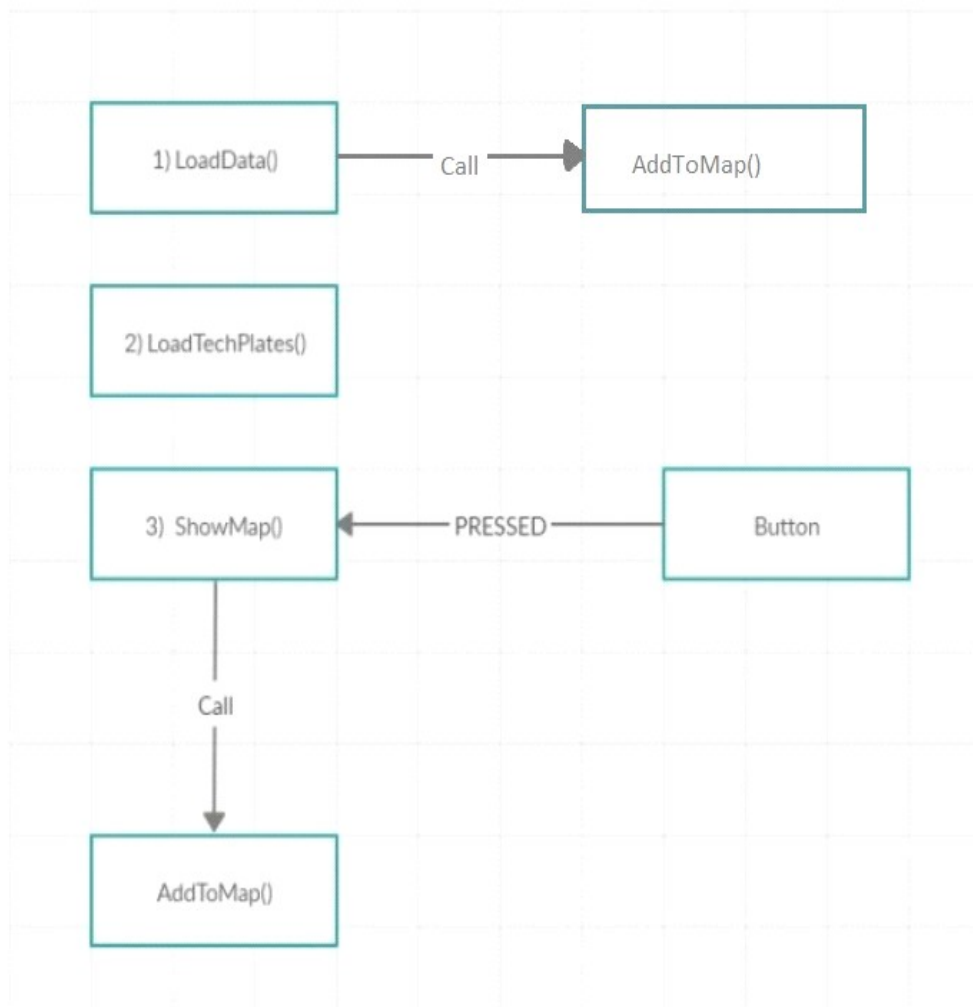 1) LoadData()
Call
AddToMap()
2) LoadTechPlates()
3) ShowMap()
PRESSED
Button
Call
AddToMap()